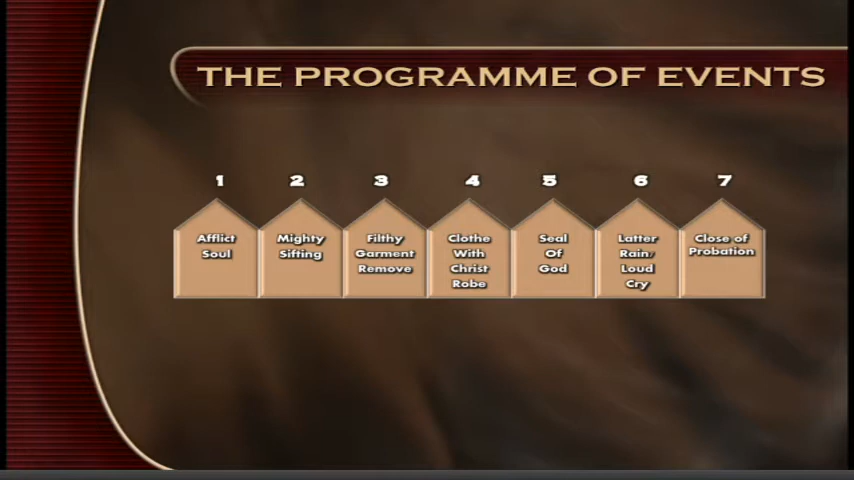 THE PROGRAMME OF EVENTS
1 2 3 4 5 6 7
Afflict
Soul
Mighty
Sifting
Filthy
Garment
Remove
Clothe
With
Christ
Robe
Seal
Of
God
Latter
Rain/
Loud
Cry
Close of
Probation